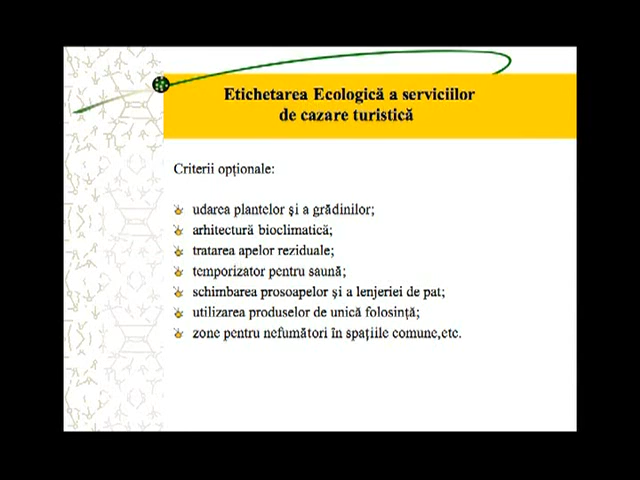 Etichetarea Ecologică a serviciilor
de cazare turistică
Criterii opționale:
udarea plantelor și a grădinilor;
arhitectură bioclimatică;
tratarea apelor reziduale;
temporizator pentru saună;
schimbarea prosoapelor și a lenjeriei de pat;
utilizarea produselor de unică folosință;
zone pentru nefumători în spațiile comune,etc.